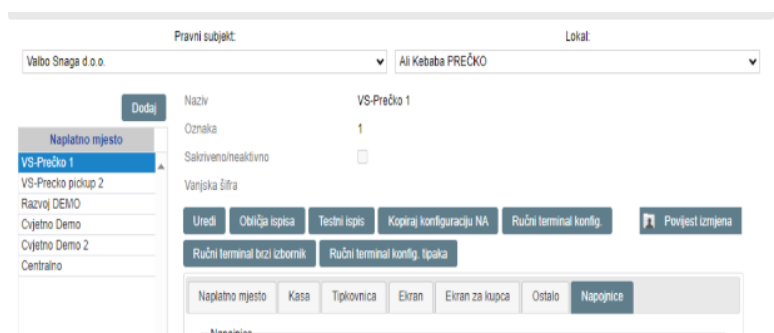 Pravni subjekt:
Lokal:
Valbo Snaga d.o.o.
Ali Kebaba PREČKO
Dodaj
Naplatno mjesto
VS-Prečko 1
VS-Precko pickup 2
Razvoj DEMO
Cvjetno Demo
Cvjetno Demo 2
Centralno
Naziv VS-Prečko 1
Oznaka 1
Sakriveno/neaktivno
Vanjska šifra
Uredi Obličja ispisa Testni ispis Kopiraj konfiguraciju NA Ručni terminal konfig. Povijest izmjena
Ručni terminal brzi izbornik Ručni terminal konfig. tipaka
Naplatno mjesto Kasa Tipkovnica Ekran Ekran za kupca Ostalo Napojnice
Napojnice